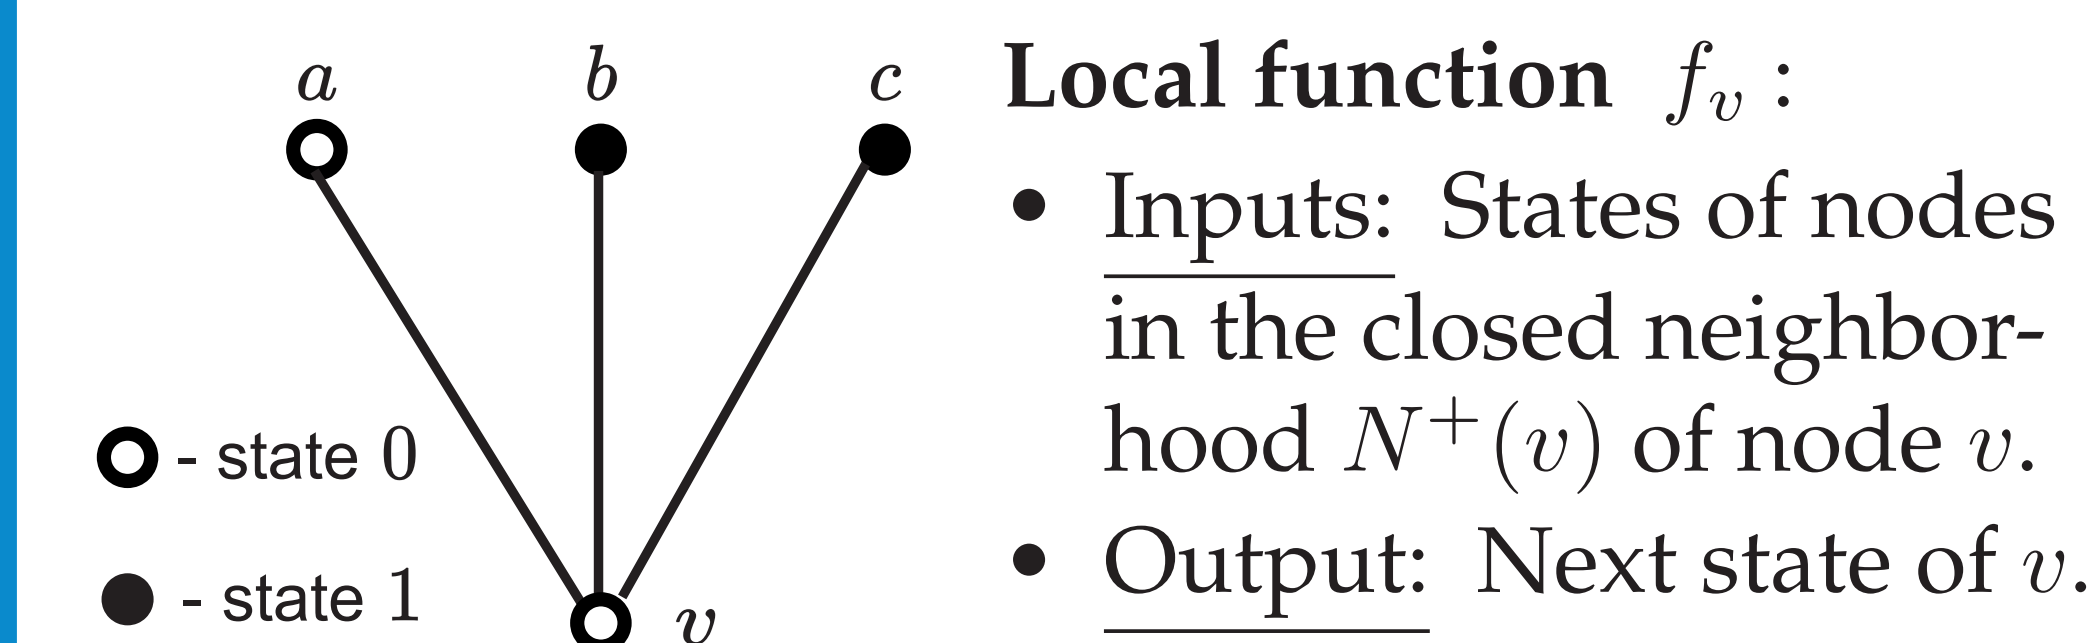 a b c
- state 0
- state 1
v
Local function f_v :
• Inputs: States of nodes
in the closed neighbor-
hood N^+(v) of node v.
• Output: Next state of v.